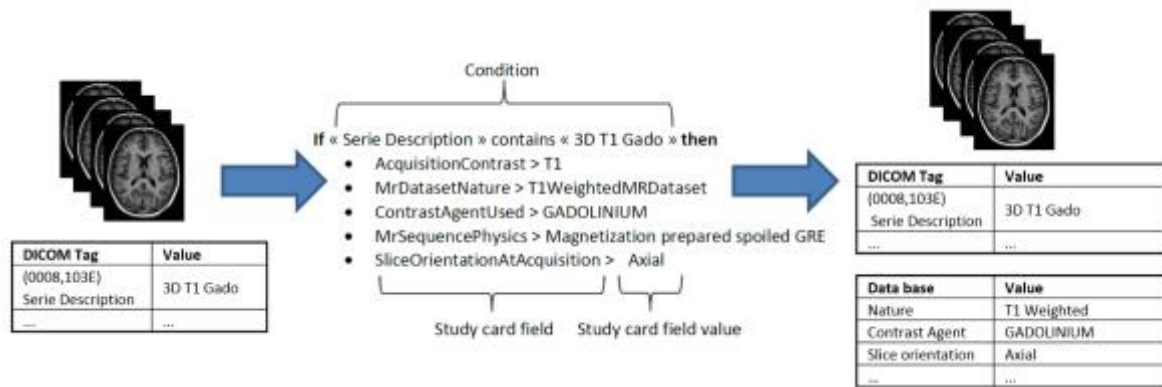 Condition
If « Serie Description » contains « 3D T1 Gado » then
• AcquisitionContrast > T1
• MrDatasetNature > T1WeightedMRDataset
• ContrastAgentUsed > GADOLINIUM
• MrSequencePhysics > Magnetization prepared spoiled GRE
• SliceOrientationAtAcquisition > Axial
Study card field Study card field value
DICOM Tag Value
(0008,103E)
Serie Description 3D T1 Gado
... ...
DICOM Tag Value
(0008,103E)
Serie Description 3D T1 Gado
... ...
Data base Value
Nature T1 Weighted
Contrast Agent GADOLINIUM
Slice orientation Axial
... ...